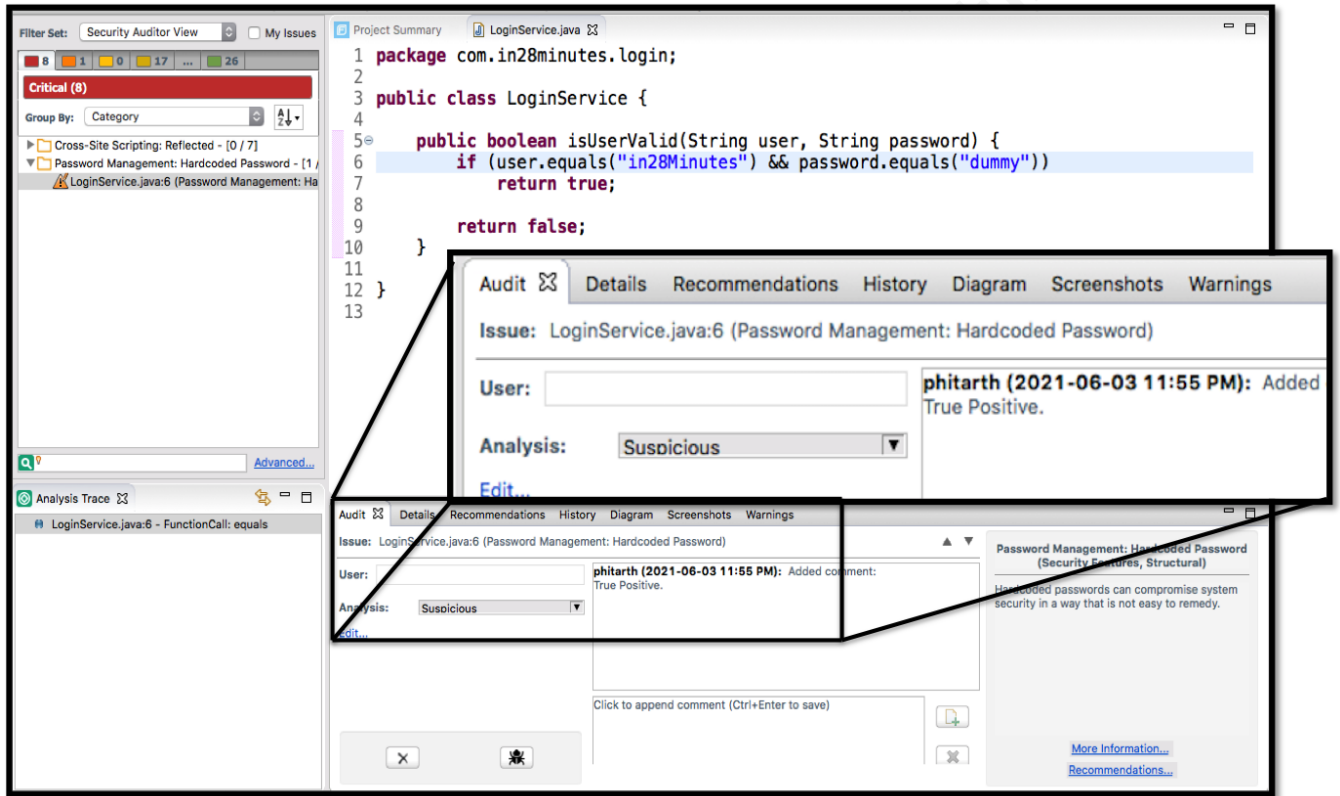 Filter Set: Security Auditor View My Issues
8 1 0 17 ... 26
Critical (8)
Group By: Category
Cross-Site Scripting: Reflected - [0 / 7]
Password Management: Hardcoded Password - [1 /
LoginService.java:6 (Password Management: Ha
Advanced...
Analysis Trace
LoginService.java:6 - FunctionCall: equals
Project Summary LoginService.java
1 package com.in28minutes.login;
2
3 public class LoginService {
4
5 public boolean isUserValid(String user, String password) {
6 if (user.equals("in28Minutes") && password.equals("dummy"))
7 return true;
8
9 return false;
10 }
11
12 }
13
Audit Details Recommendations History Diagram Screenshots Warnings
Issue: LoginService.java:6 (Password Management: Hardcoded Password)
User:
phitarth (2021-06-03 11:55 PM): Added
True Positive.
Analysis: Suspicious
Edit...
Audit Details Recommendations History Diagram Screenshots Warnings
Issue: LoginService.java:6 (Password Management: Hardcoded Password)
User:
phitarth (2021-06-03 11:55 PM): Added comment:
True Positive.
Analysis: Suspicious
Edit...
Click to append comment (Ctrl+Enter to save)
Password Management: Hardcoded Password
(Security Features, Structural)
Hardcoded passwords can compromise system
security in a way that is not easy to remedy.
More Information...
Recommendations...